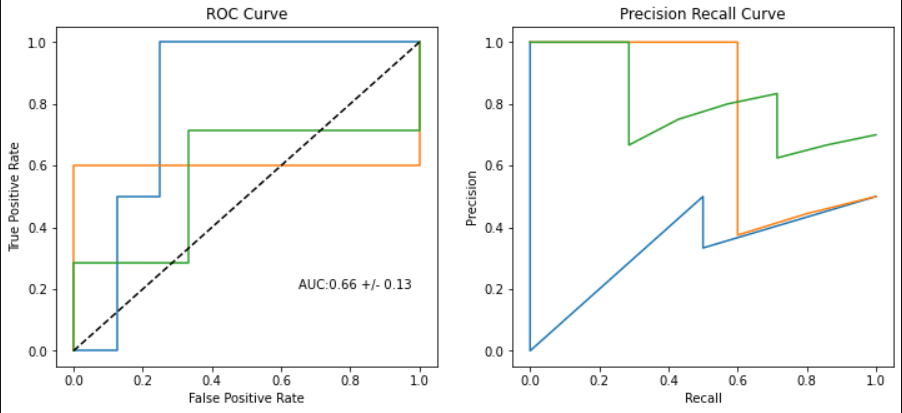 ROC Curve
True Positive Rate
1.0
0.8
0.6
0.4
0.2
0.0
AUC:0.66 +/- 0.13
0.0 0.2 0.4 0.6 0.8 1.0
False Positive Rate
Precision Recall Curve
Precision
1.0
0.8
0.6
0.4
0.2
0.0
0.0 0.2 0.4 0.6 0.8 1.0
Recall